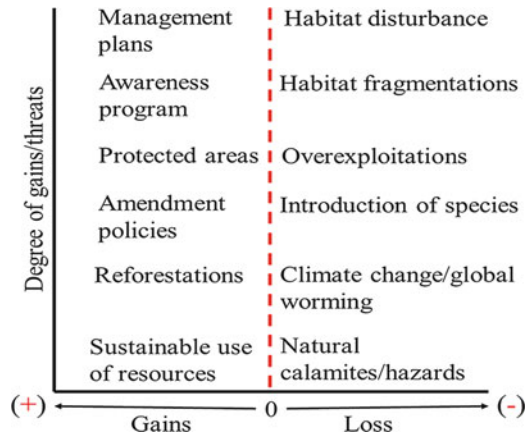 Degree of gains/threats
Management
plans
Habitat disturbance
Awareness
program
Habitat fragmentations
Protected areas
Overexploitations
Amendment
policies
Introduction of species
Reforestations
Climate change/global
worming
Sustainable use
of resources
Natural
calamites/hazards
(+)
0
(-)
Gains
Loss